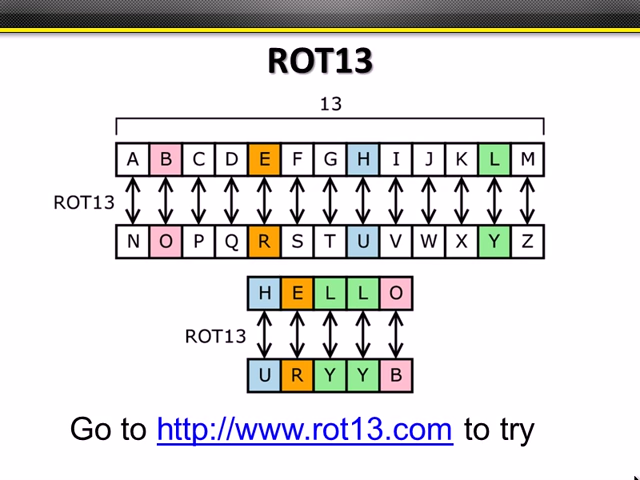 ROT13
13
A B C D E F G H I J K L M
ROT13
N O P Q R S T U V W X Y Z
H E L L O
ROT13
U R Y Y B
Go to http://www.rot13.com to try